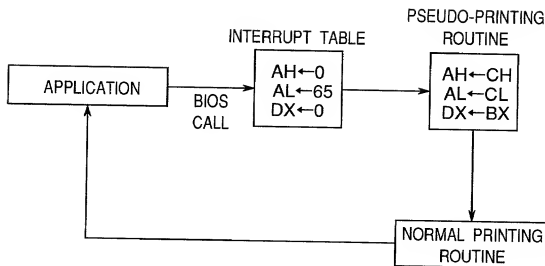 PSEUDO-PRINTING
ROUTINE
INTERRUPT TABLE
APPLICATION
BIOS
CALL
AH←0
AL←65
DX←0
AH←CH
AL←CL
DX←BX
NORMAL PRINTING
ROUTINE